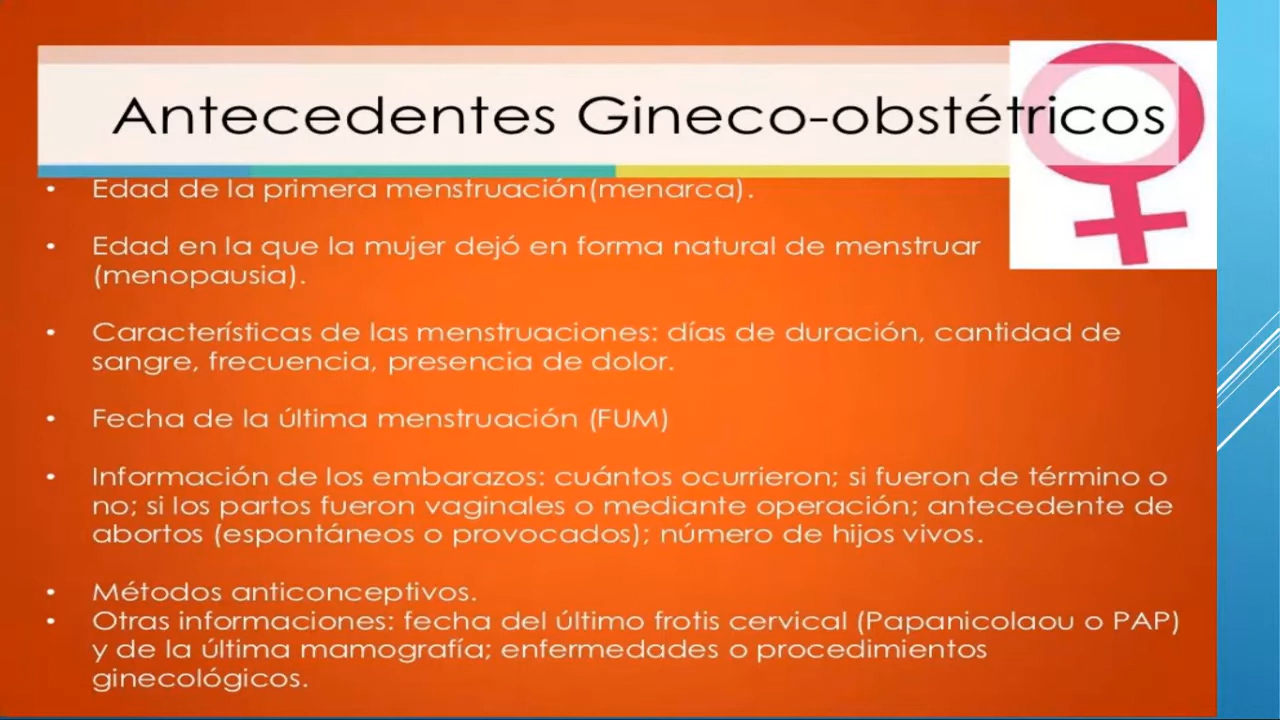 Antecedentes Gineco-obstétricos
• Edad de la primera menstruación(menarca).
• Edad en la que la mujer dejó en forma natural de menstruar
(menopausia).
• Características de las menstruaciones: días de duración, cantidad de
sangre, frecuencia, presencia de dolor.
• Fecha de la última menstruación (FUM)
• Información de los embarazos: cuántos ocurrieron; si fueron de término o
no; si los partos fueron vaginales o mediante operación; antecedente de
abortos (espontáneos o provocados); número de hijos vivos.
• Métodos anticonceptivos.
• Otras informaciones: fecha del último frotis cervical (Papanicolaou o PAP)
y de la última mamografía; enfermedades o procedimientos
ginecológicos.